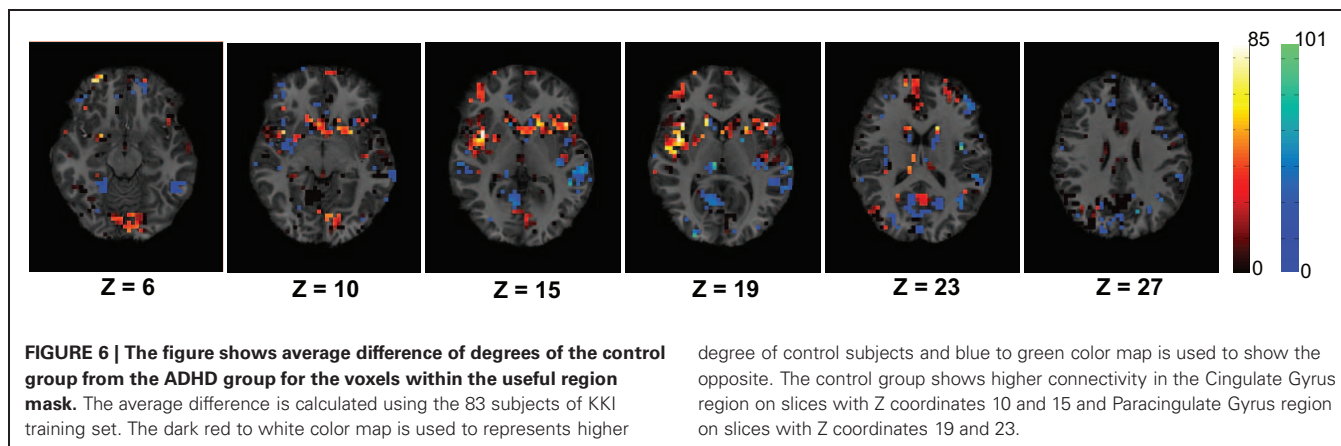 85 101
0 0
Z = 6 Z = 10 Z = 15 Z = 19 Z = 23 Z = 27
FIGURE 6 | The figure shows average difference of degrees of the control
group from the ADHD group for the voxels within the useful region
mask. The average difference is calculated using the 83 subjects of KKI
training set. The dark red to white color map is used to represents higher
degree of control subjects and blue to green color map is used to show the
opposite. The control group shows higher connectivity in the Cingulate Gyrus
region on slices with Z coordinates 10 and 15 and Paracingulate Gyrus region
on slices with Z coordinates 19 and 23.